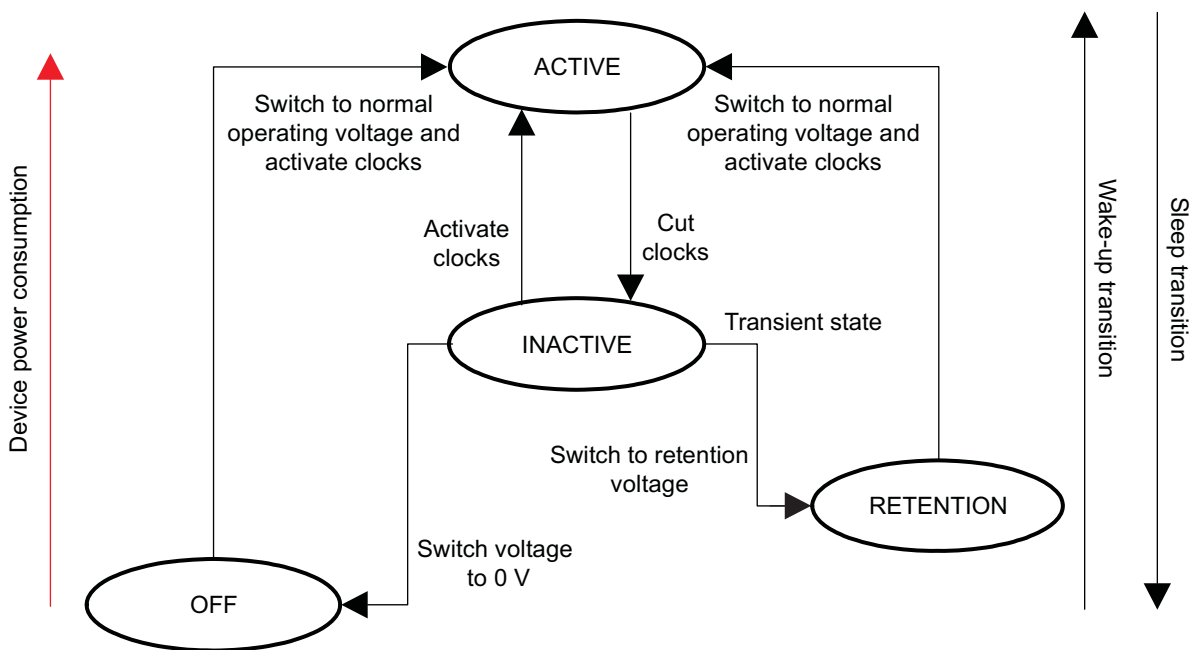 ACTIVE
Switch to normal
operating voltage and
activate clocks
Switch to normal
operating voltage and
activate clocks
Device power consumption
Wake-up transition
Sleep transition
Activate
clocks
Cut
clocks
Transient state
INACTIVE
Switch to retention
voltage
RETENTION
Switch voltage
to 0 V
OFF